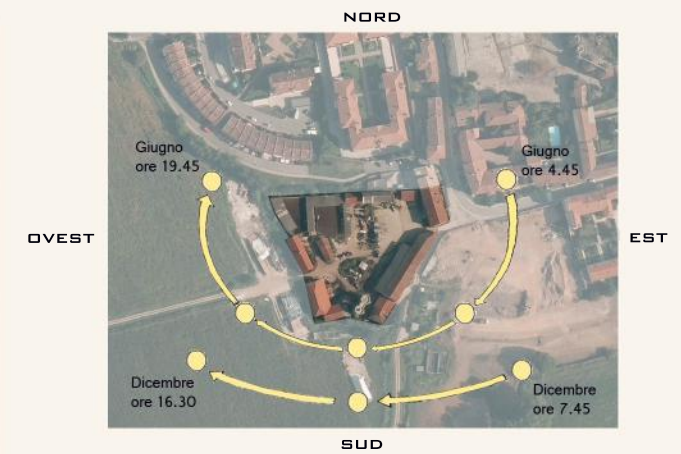 NORD
Giugno
ore 19.45
Giugno
ore 4.45
OVEST
EST
Dicembre
ore 16.30
Dicembre
ore 7.45
SUD